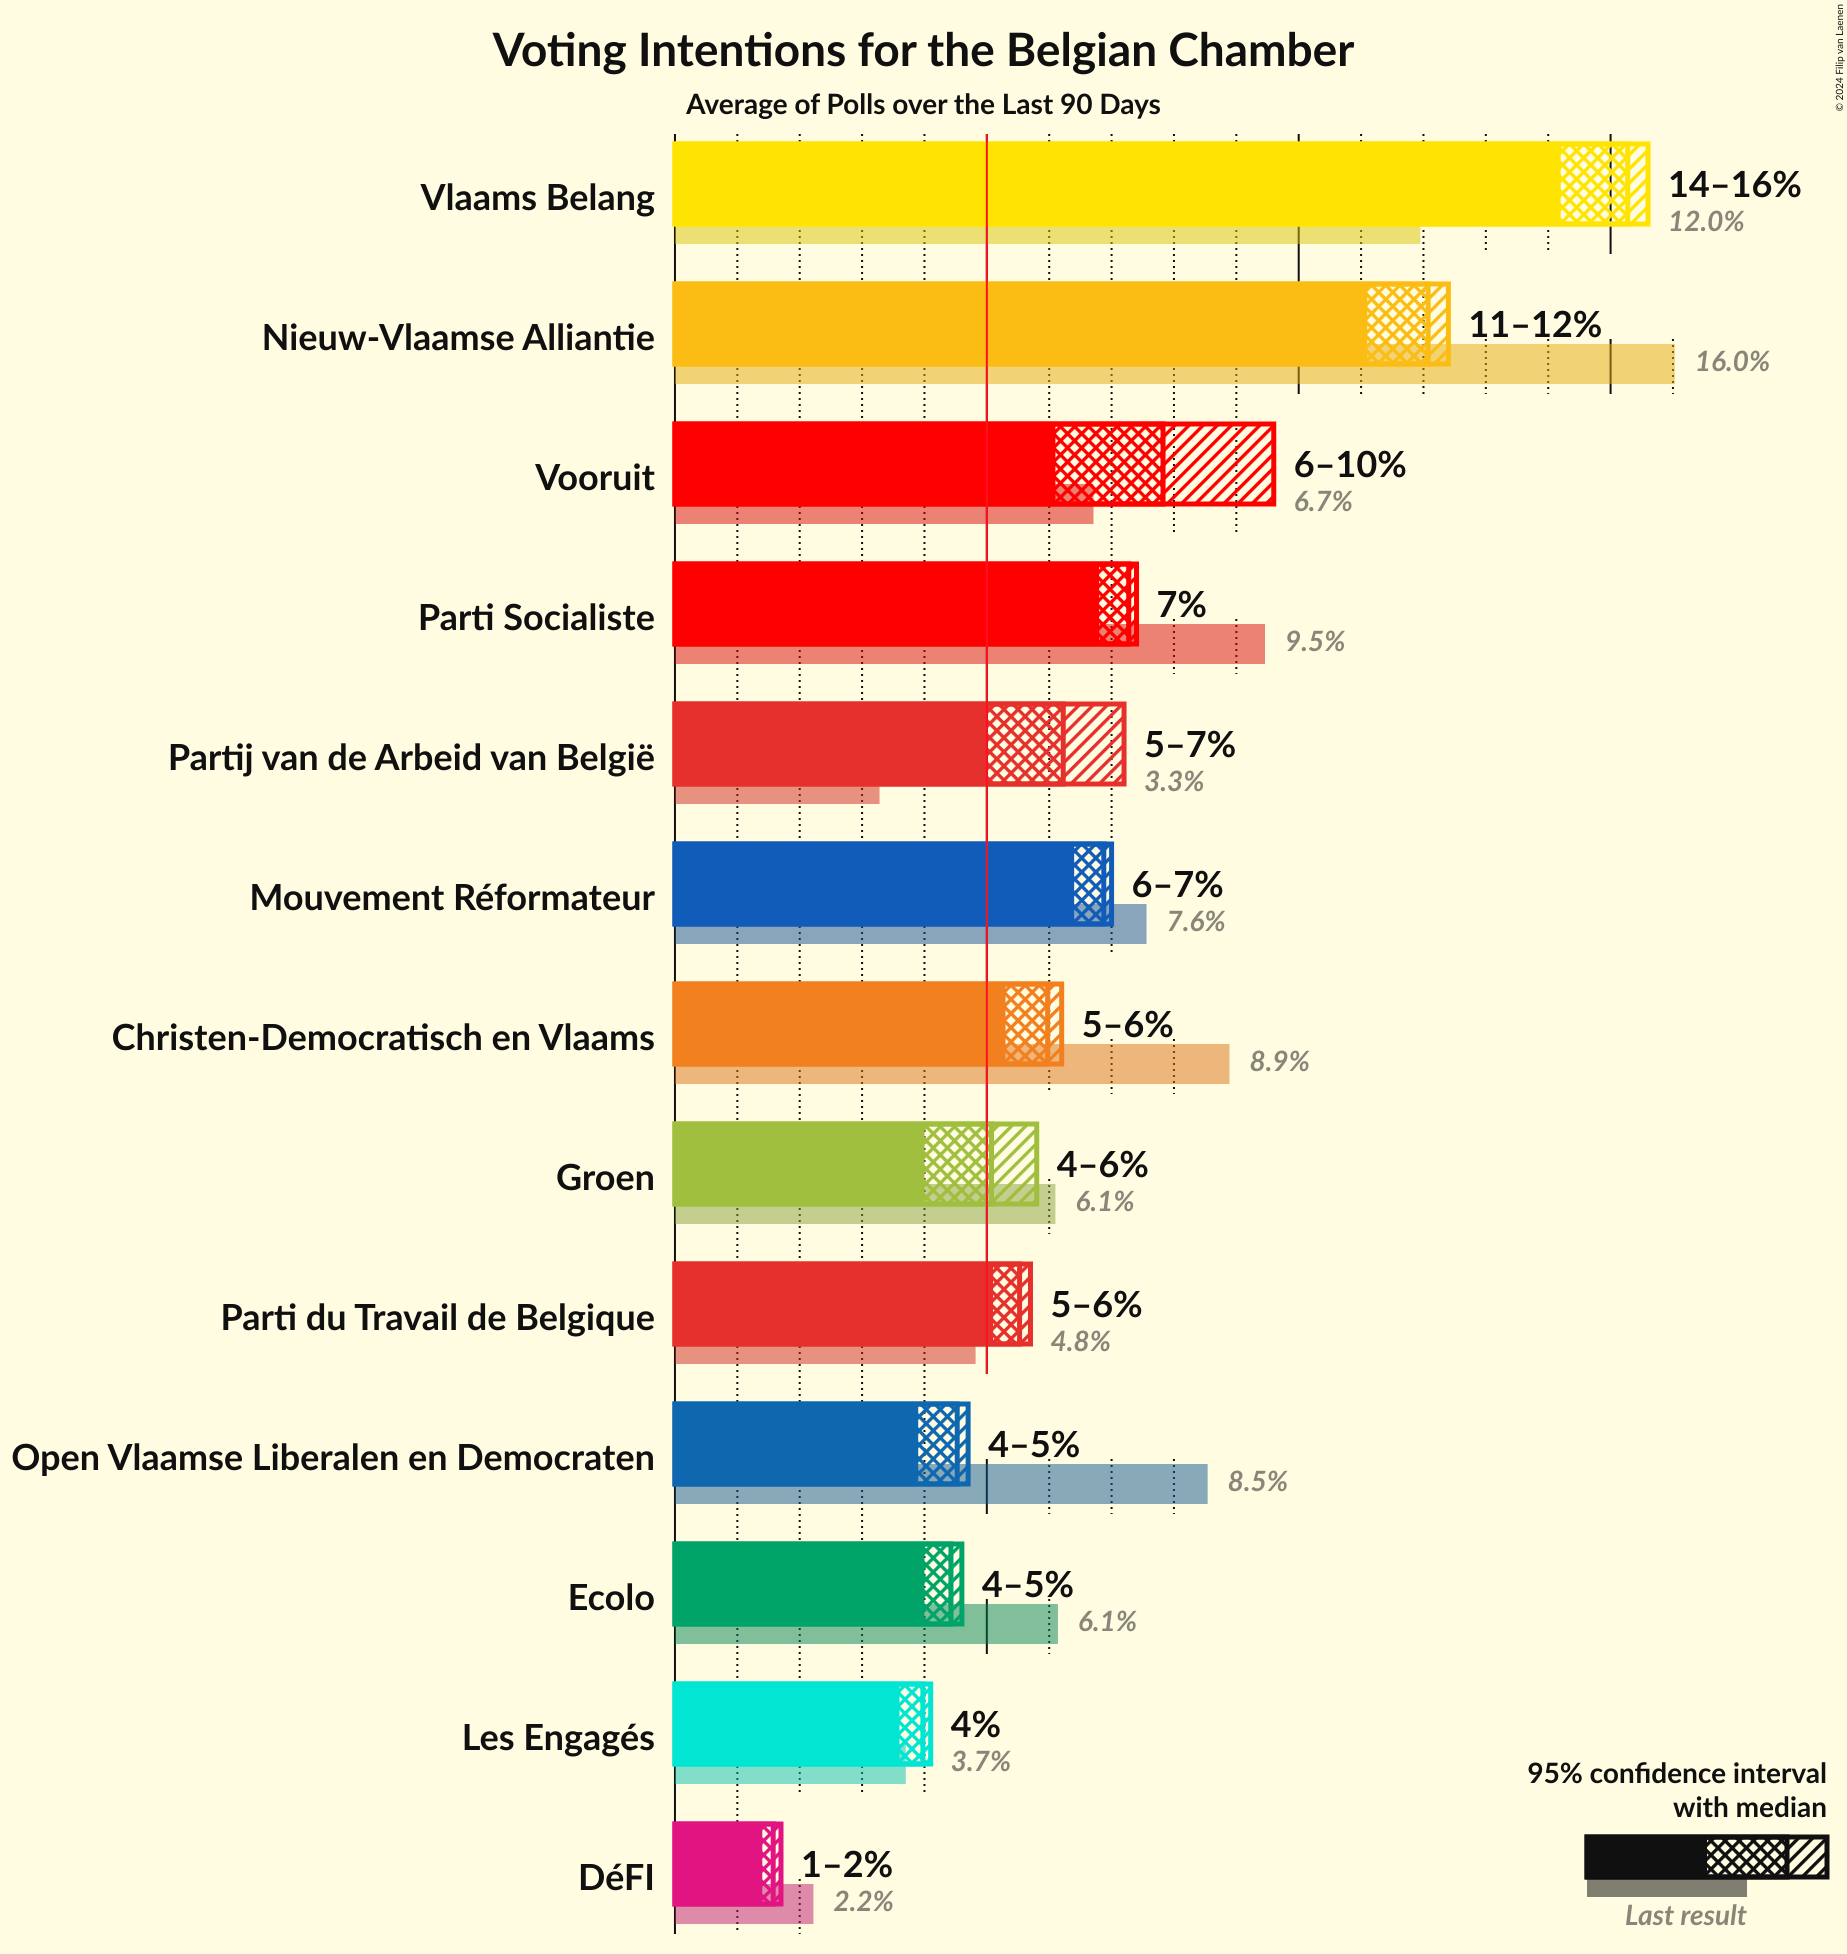 Voting Intentions for the Belgian Chamber
Average of Polls over the Last 90 Days
© 2024 Filip van Laenen
Vlaams Belang
14–16%
12.0%
Nieuw-Vlaamse Alliantie
11–12%
16.0%
Vooruit
6–10%
6.7%
Parti Socialiste
7%
9.5%
Partij van de Arbeid van België
5–7%
3.3%
Mouvement Réformateur
6–7%
7.6%
Christen-Democratisch en Vlaams
5–6%
8.9%
Groen
4–6%
6.1%
Parti du Travail de Belgique
5–6%
4.8%
Open Vlaamse Liberalen en Democraten
4–5%
8.5%
Ecolo
4–5%
6.1%
Les Engagés
4%
3.7%
DéFI
1–2%
2.2%
95% confidence interval
with median
Last result